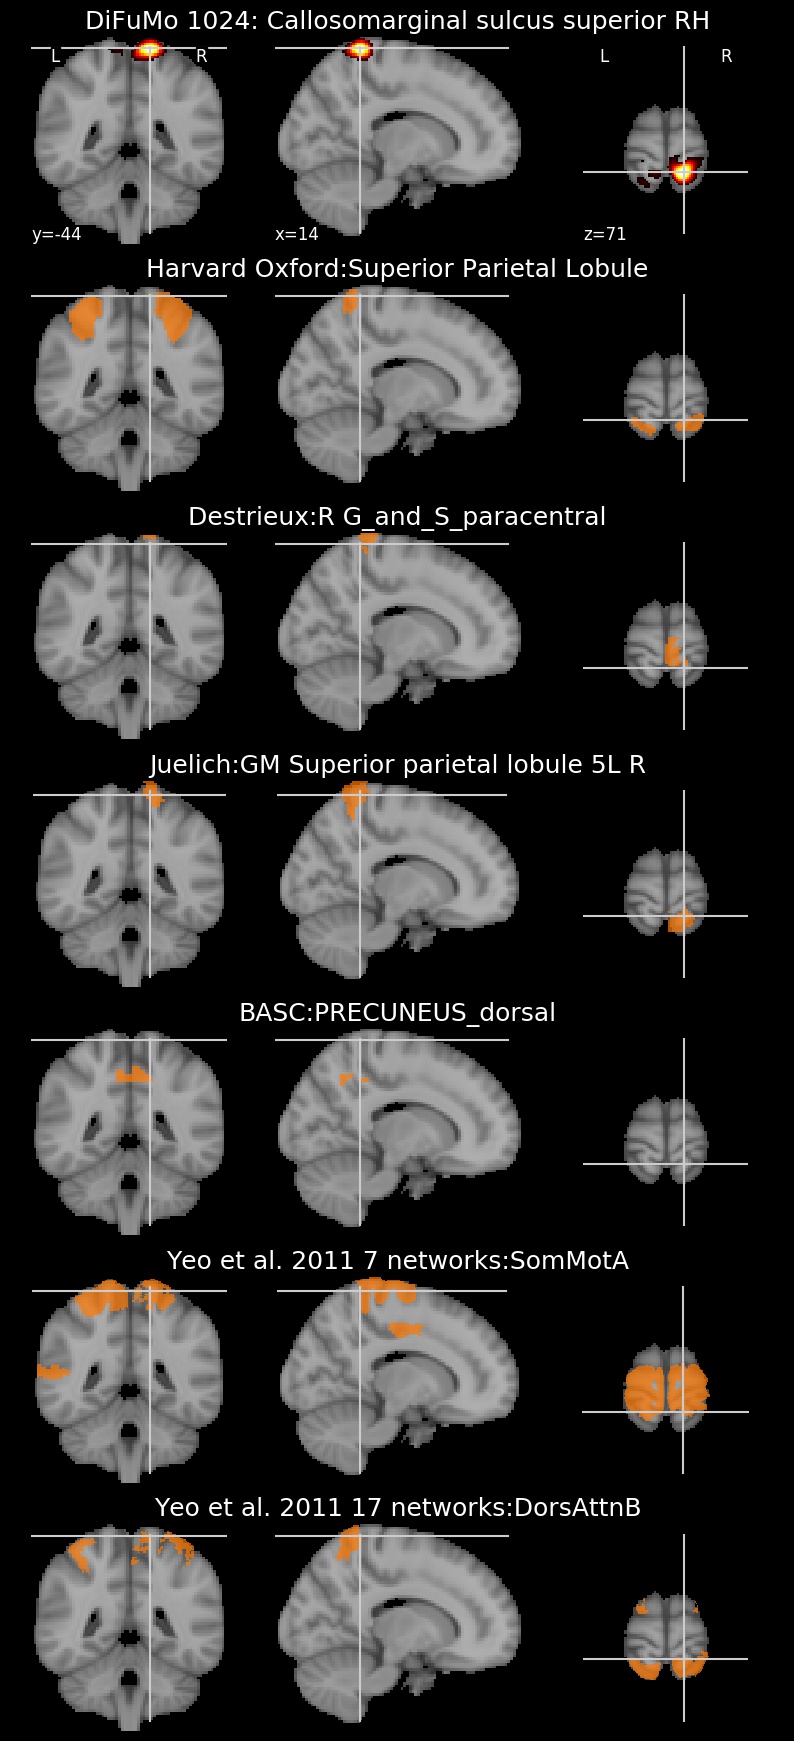 DiFuMo 1024: Callosomarginal sulcus superior RH
L R L R
y=-44 x=14 z=71
Harvard Oxford:Superior Parietal Lobule
Destrieux:R G_and_S_paracentral
Juelich:GM Superior parietal lobule 5L R
BASC:PRECUNEUS_dorsal
Yeo et al. 2011 7 networks:SomMotA
Yeo et al. 2011 17 networks:DorsAttnB